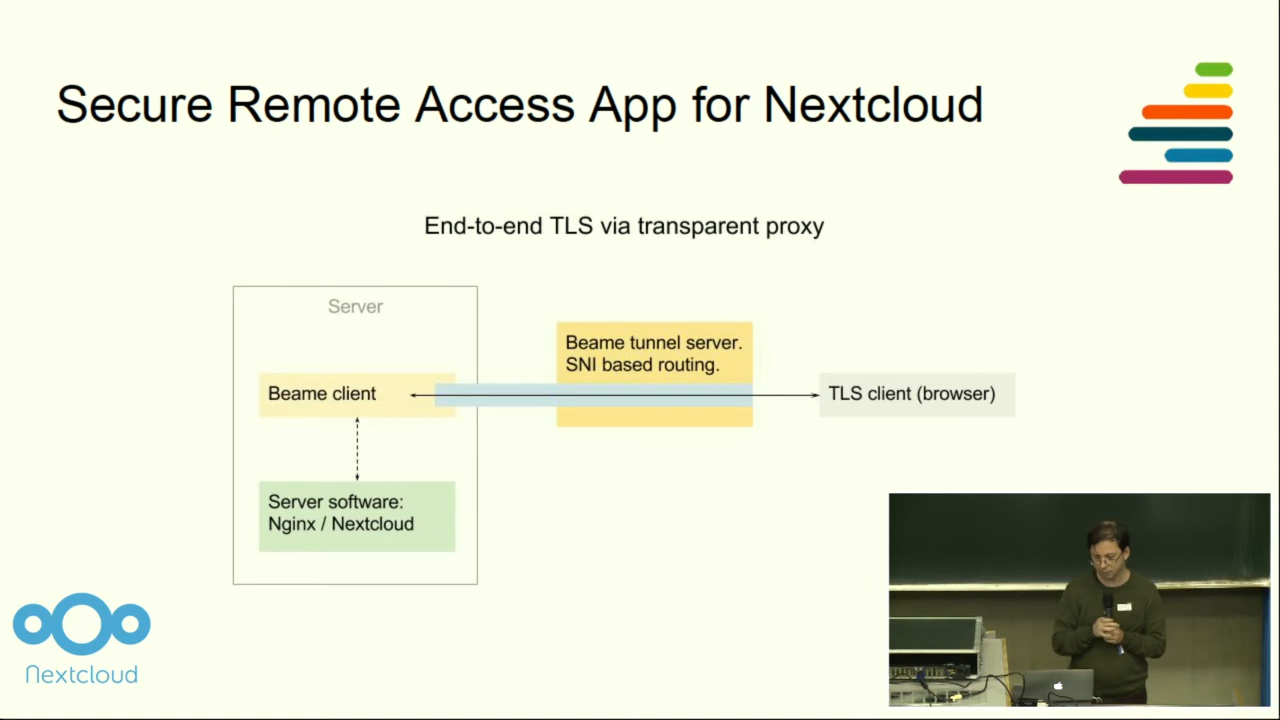 Secure Remote Access App for Nextcloud
End-to-end TLS via transparent proxy
Server
Beame tunnel server.
SNI based routing.
Beame client
TLS client (browser)
Server software:
Nginx / Nextcloud
Nextcloud